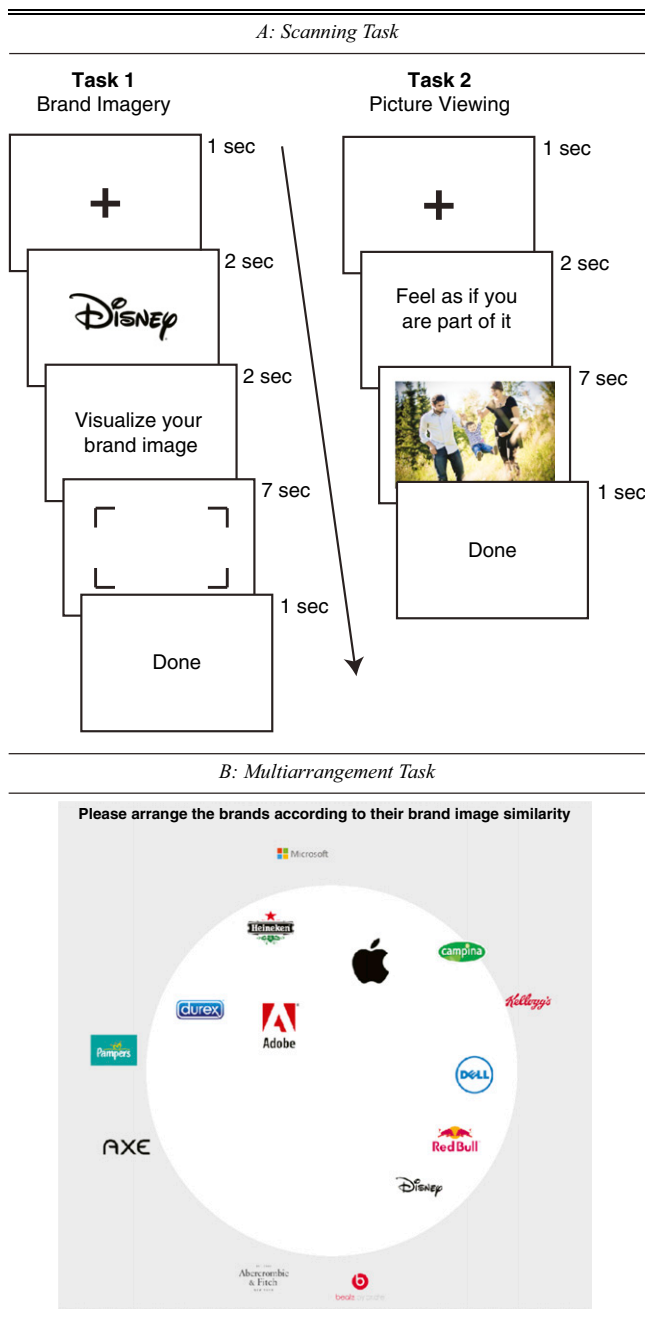 A: Scanning Task
Task 1
Brand Imagery
1 sec
2 sec
Disney
2 sec
Visualize your
brand image
7 sec
1 sec
Done
Task 2
Picture Viewing
1 sec
2 sec
Feel as if you
are part of it
7 sec
1 sec
Done
B: Multiarrangement Task
Please arrange the brands according to their brand image similarity
Microsoft
Heineken
campina
Kellogg's
durex
Adobe
Pampers
DELL
AXE
Red Bull
Disney
Abercrombie
& Fitch
b
beats